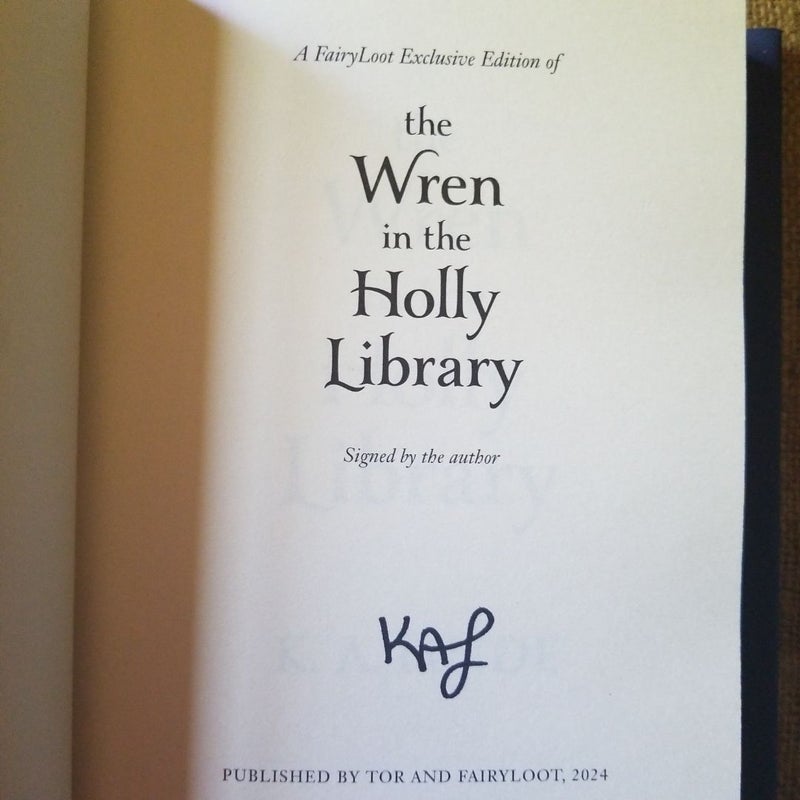 A FairyLoot Exclusive Edition of
the
Wren
in the
Holly
Library
Signed by the author
KAL
PUBLISHED BY TOR AND FAIRYLOOT, 2024